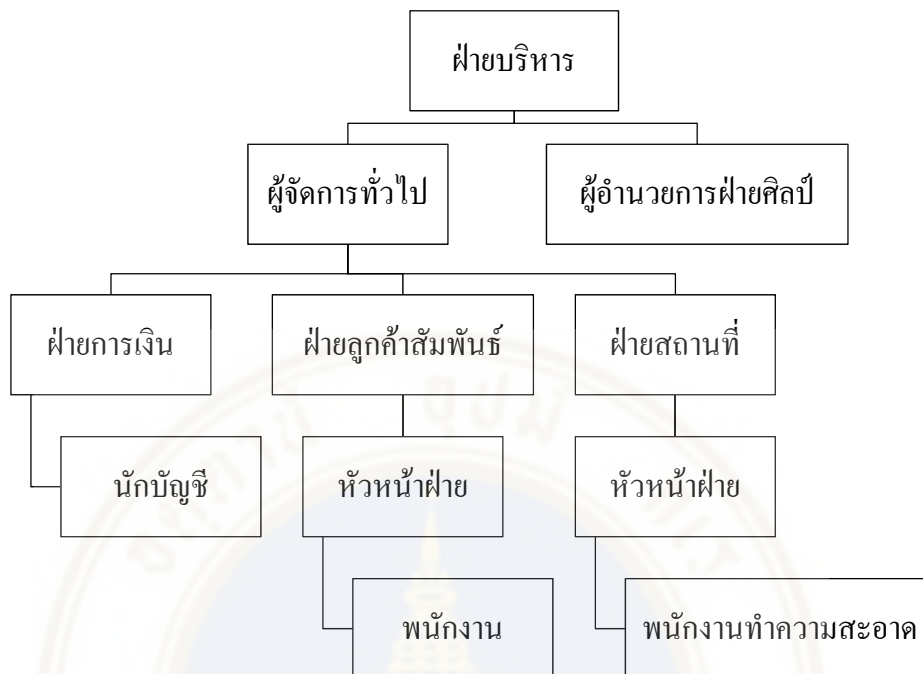 ฝ่ายบริหาร
ผู้จัดการทั่วไป
ผู้อำนวยการฝ่ายศิลป์
ฝ่ายการเงิน
ฝ่ายลูกค้าสัมพันธ์
ฝ่ายสถานที่
นักบัญชี
หัวหน้าฝ่าย
หัวหน้าฝ่าย
พนักงาน
พนักงานทำความสะอาด